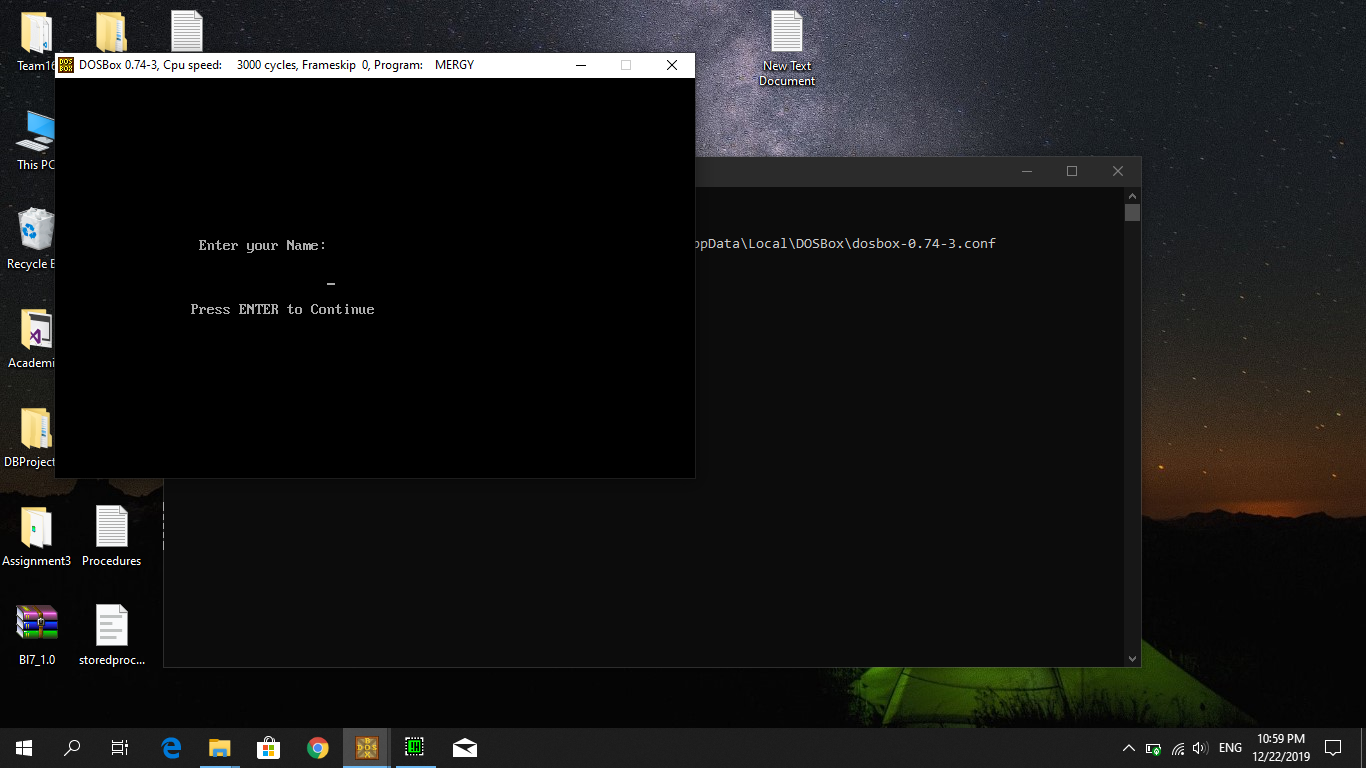 Team16
New Text
Document
DOSBox 0.74-3, Cpu speed: 3000 cycles, Frameskip 0, Program: MERGY
This PC
Enter your Name:
ppData\Local\DOSBox\dosbox-0.74-3.conf
Recycle B
Press ENTER to Continue
Academi
DBProject
Assignment3
Procedures
BI7_1.0
storedproc...
ENG
10:59 PM
12/22/2019